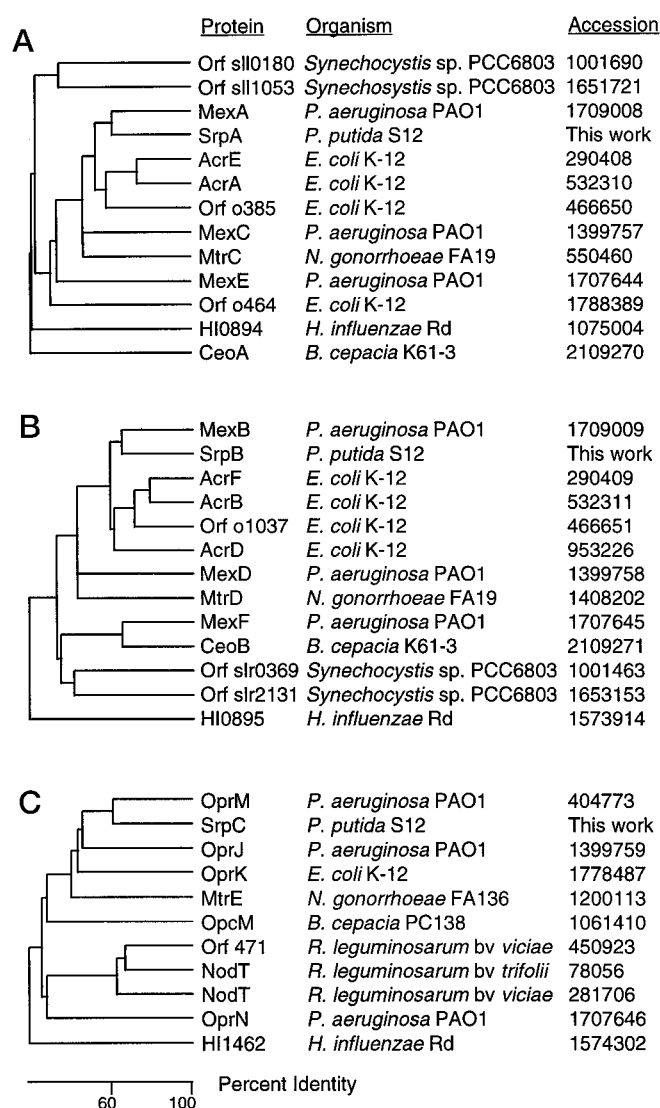 A
Protein Organism Accession
Orf sll0180 Synechocystis sp. PCC6803 1001690
Orf sll1053 Synechosystis sp. PCC6803 1651721
MexA P. aeruginosa PAO1 1709008
SrpA P. putida S12 This work
AcrE E. coli K-12 290408
AcrA E. coli K-12 532310
Orf o385 E. coli K-12 466650
MexC P. aeruginosa PAO1 1399757
MtrC N. gonorrhoeae FA19 550460
MexE P. aeruginosa PAO1 1707644
Orf o464 E. coli K-12 1788389
HI0894 H. influenzae Rd 1075004
CeoA B. cepacia K61-3 2109270
B
MexB P. aeruginosa PAO1 1709009
SrpB P. putida S12 This work
AcrF E. coli K-12 290409
AcrB E. coli K-12 532311
Orf o1037 E. coli K-12 466651
AcrD E. coli K-12 953226
MexD P. aeruginosa PAO1 1399758
MtrD N. gonorrhoeae FA19 1408202
MexF P. aeruginosa PAO1 1707645
CeoB B. cepacia K61-3 2109271
Orf slr0369 Synechocystis sp. PCC6803 1001463
Orf slr2131 Synechocystis sp. PCC6803 1653153
HI0895 H. influenzae Rd 1573914
C
OprM P. aeruginosa PAO1 404773
SrpC P. putida S12 This work
OprJ P. aeruginosa PAO1 1399759
OprK E. coli K-12 1778487
MtrE N. gonorrhoeae FA136 1200113
OpcM B. cepacia PC138 1061410
Orf 471 R. leguminosarum bv viciae 450923
NodT R. leguminosarum bv trifolii 78056
NodT R. leguminosarum bv viciae 281706
OprN P. aeruginosa PAO1 1707646
HI1462 H. influenzae Rd 1574302
Percent Identity
60 100